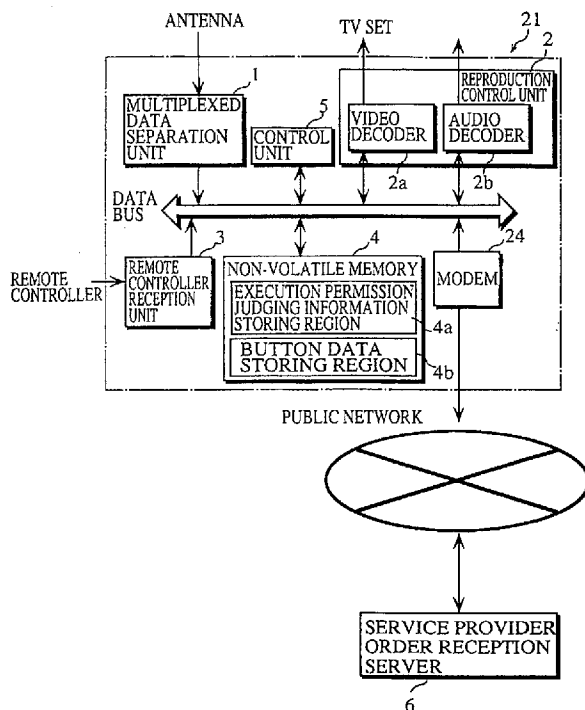 ANTENNA
TV SET
21
2
1
REPRODUCTION
CONTROL UNIT
MULTIPLEXED
DATA
SEPARATION
UNIT
5
CONTROL
UNIT
VIDEO
DECODER
AUDIO
DECODER
2a
2b
DATA
BUS
3
4
24
REMOTE
CONTROLLER
REMOTE
CONTROLLER
RECEPTION
UNIT
NON-VOLATILE MEMORY
EXECUTION PERMISSION
JUDGING INFORMATION
STORING REGION
4a
BUTTON DATA
STORING REGION
4b
MODEM
PUBLIC NETWORK
SERVICE PROVIDER
ORDER RECEPTION
SERVER
6